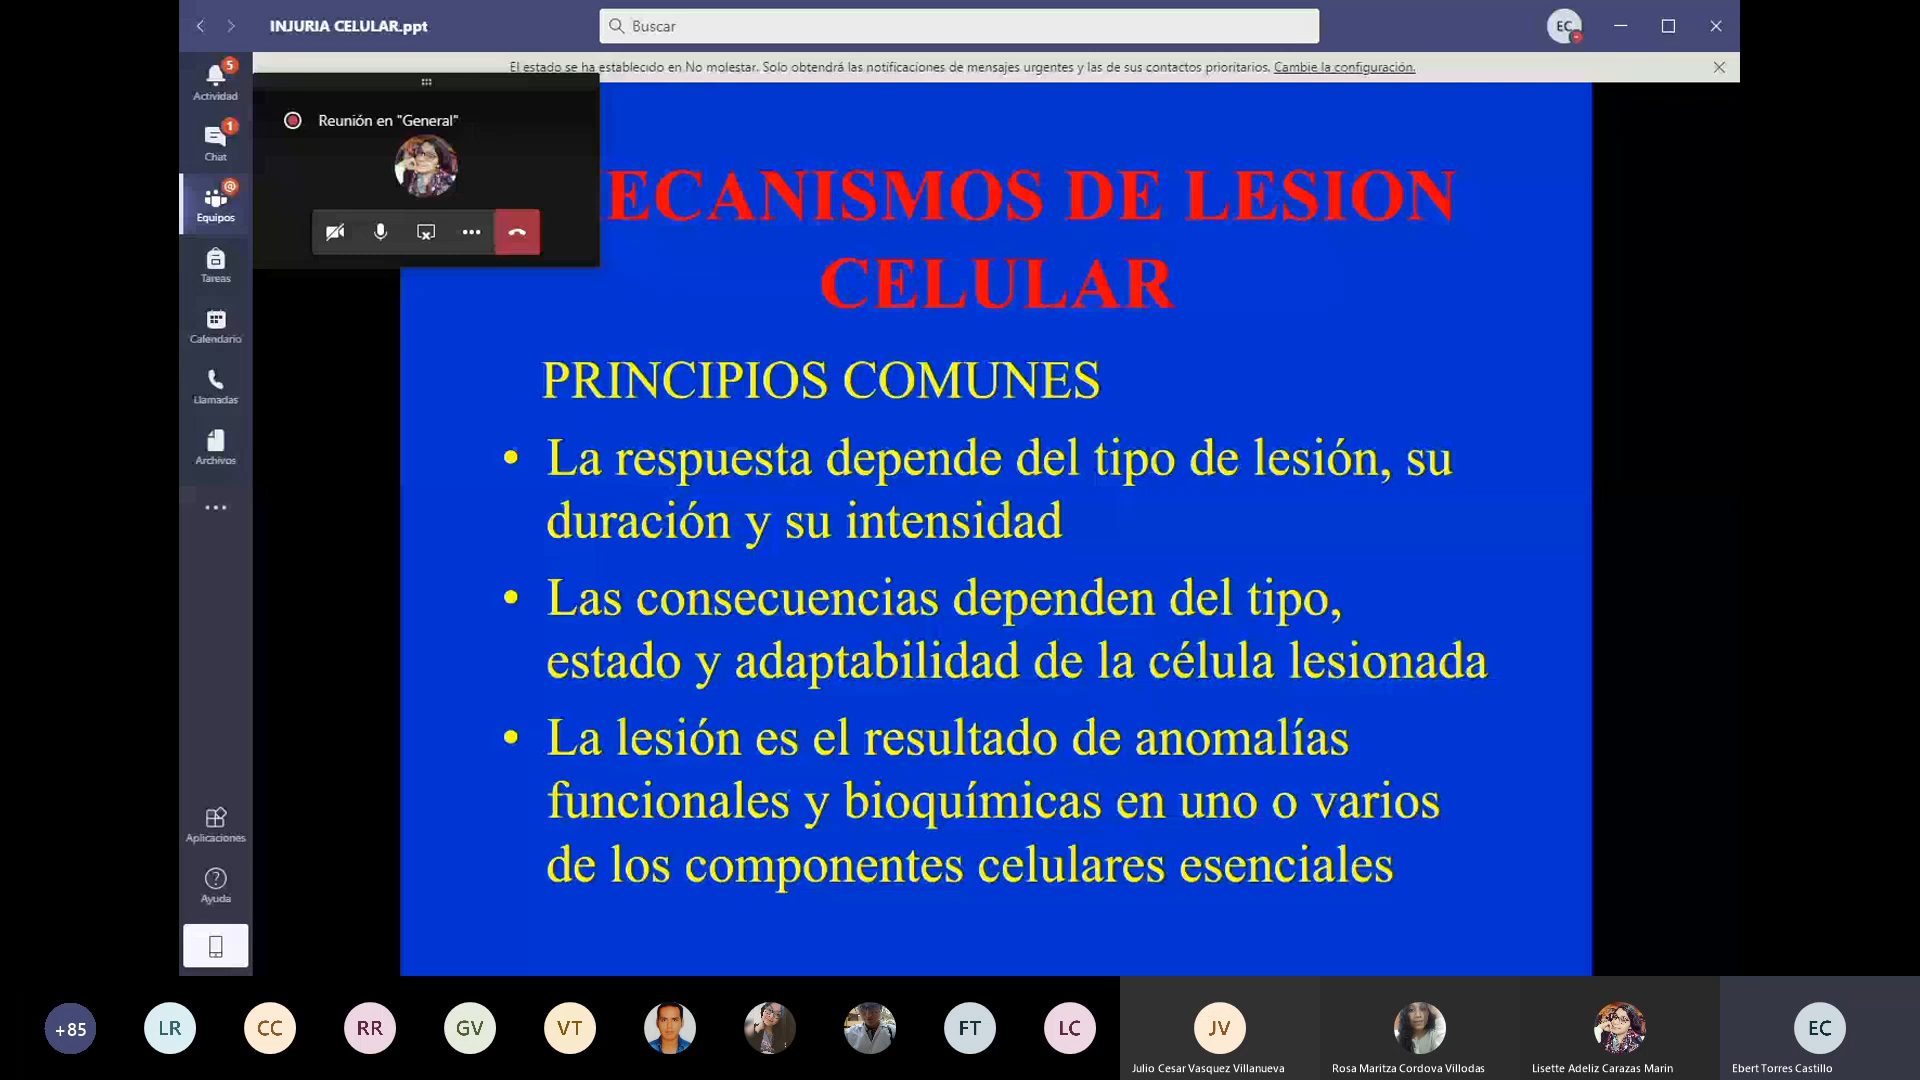 INJURIA CELULAR.ppt
Buscar
EC
El estado se ha establecido en No molestar. Solo obtendrá las notificaciones de mensajes urgentes y las de sus contactos prioritarios. Cambie la configuración.
5
Actividad
1
Chat
@
Equipos
Tareas
Calendario
Llamadas
Archivos
Aplicaciones
Ayuda
Reunión en "General"
ECANISMOS DE LESION
CELULAR
PRINCIPIOS COMUNES
• La respuesta depende del tipo de lesión, su
duración y su intensidad
• Las consecuencias dependen del tipo,
estado y adaptabilidad de la célula lesionada
• La lesión es el resultado de anomalías
funcionales y bioquímicas en uno o varios
de los componentes celulares esenciales
+85
LR
CC
RR
GV
VT
FT
LC
JV
EC
Julio Cesar Vasquez Villanueva
Rosa Maritza Cordova Villodas
Lisette Adeliz Carazas Marin
Ebert Torres Castillo